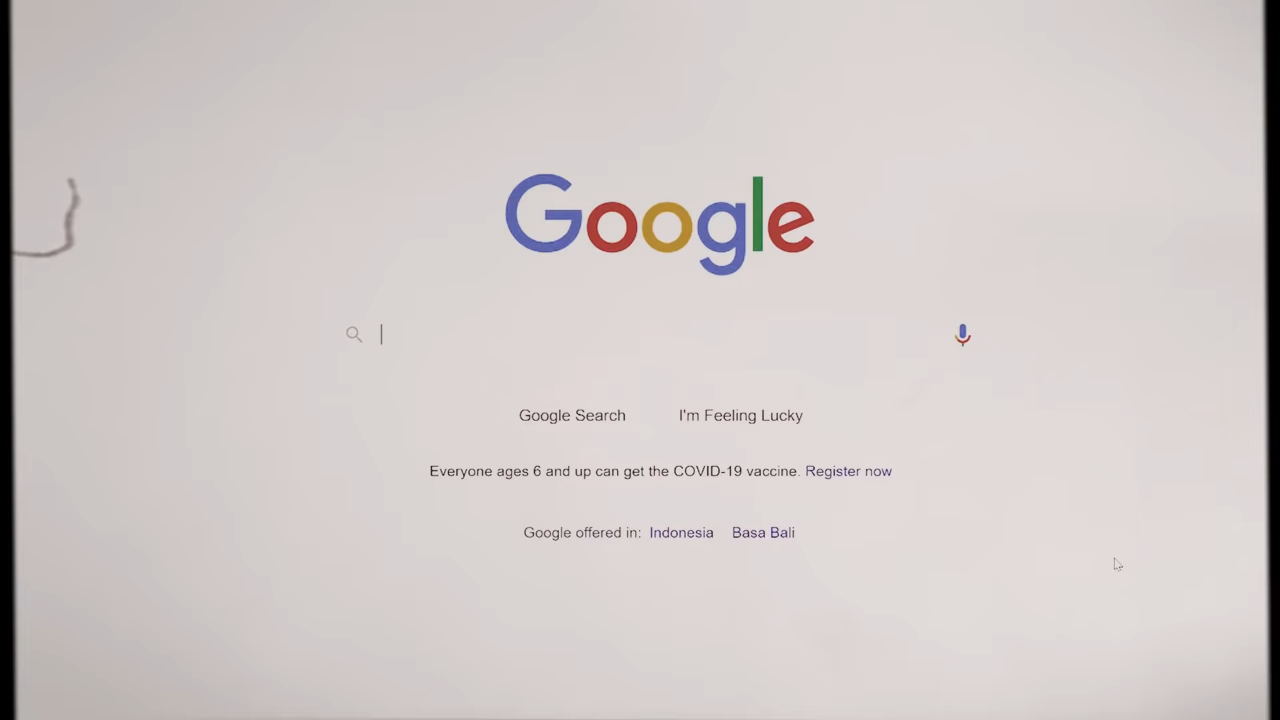 Google
Google Search I'm Feeling Lucky
Everyone ages 6 and up can get the COVID-19 vaccine. Register now
Google offered in: Indonesia Basa Bali